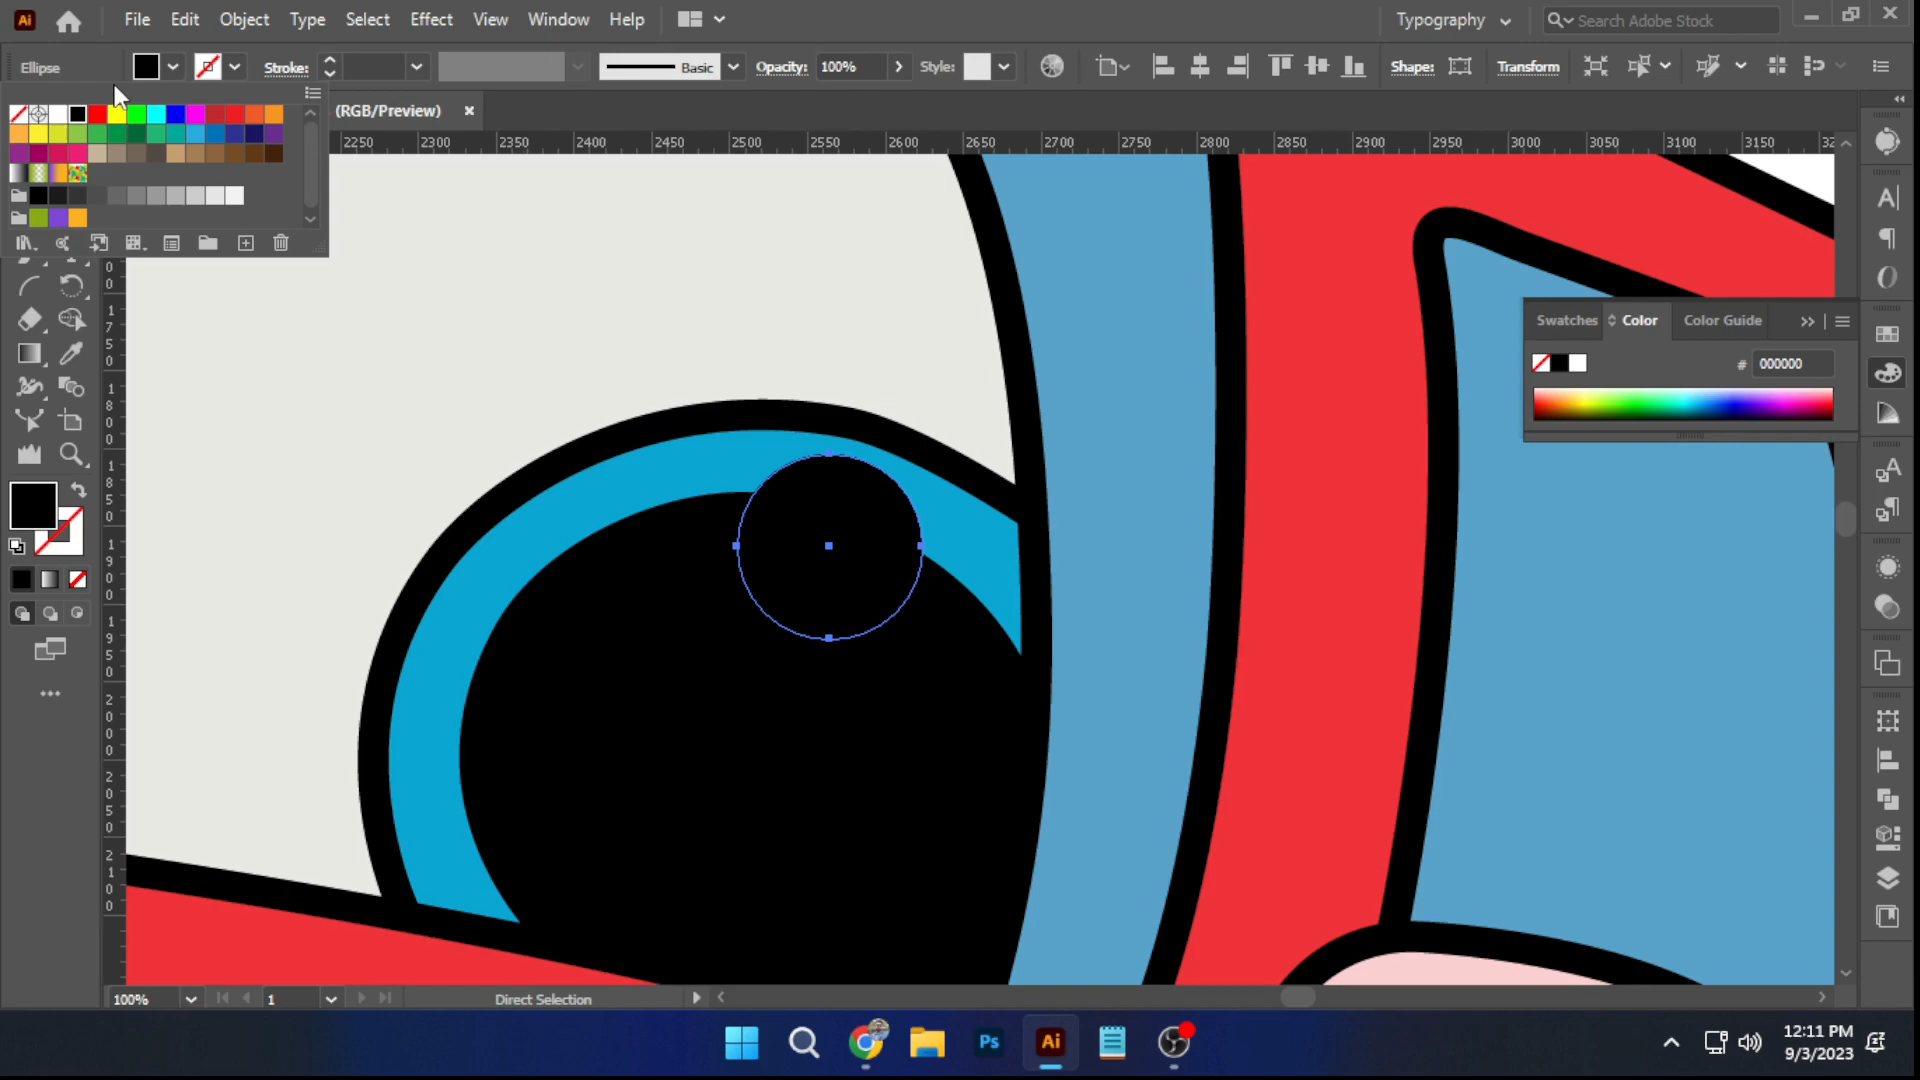 Ai File Edit Object Type Select Effect View Window Help Typography Search Adobe Stock
Ellipse Stroke: Basic Opacity: 100% Style: Shape: Transform
(RGB/Preview) ×
2250 2300 2350 2400 2450 2500 2550 2600 2650 2700 2750 2800 2850 2900 2950 3000 3050 3100 3150
Swatches Color Color Guide
# 000000
100% 1 Direct Selection
Ps Ai
12:11 PM
9/3/2023